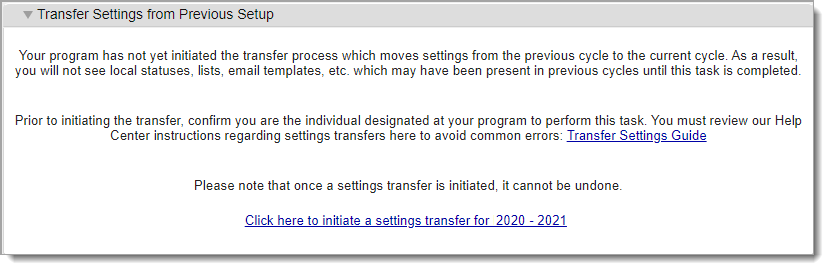 Transfer Settings from Previous Setup
Your program has not yet initiated the transfer process which moves settings from the previous cycle to the current cycle. As a result,
you will not see local statuses, lists, email templates, etc. which may have been present in previous cycles until this task is completed.
Prior to initiating the transfer, confirm you are the individual designated at your program to perform this task. You must review our Help
Center instructions regarding settings transfers here to avoid common errors: Transfer Settings Guide
Please note that once a settings transfer is initiated, it cannot be undone.
Click here to initiate a settings transfer for  2020 - 2021